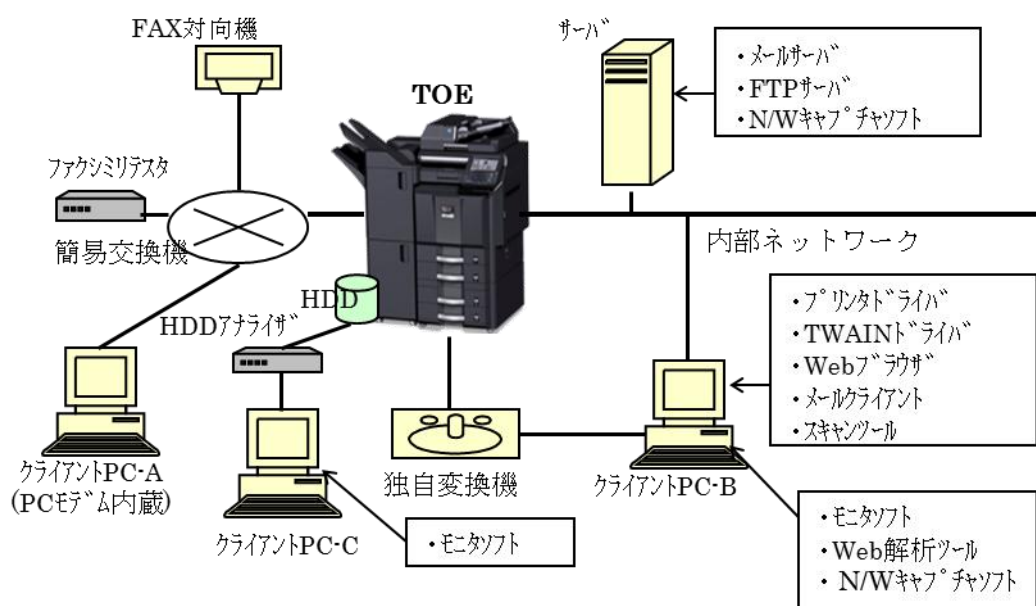 FAX対向機
サーバ
・メールサーバ
・FTPサーバ
・N/Wキャプチャソフト
TOE
ファクシミリテスタ
簡易交換機
内部ネットワーク
HDD
HDDアナライザ
・プリンタドライバ
・TWAINドライバ
・Webブラウザ
・メールクライアント
・スキャンツール
クライアントPC-A
(PCモデム内蔵)
独自変換機
クライアントPC-B
クライアントPC-C
・モニタソフト
・モニタソフト
・Web解析ツール
・N/Wキャプチャソフト